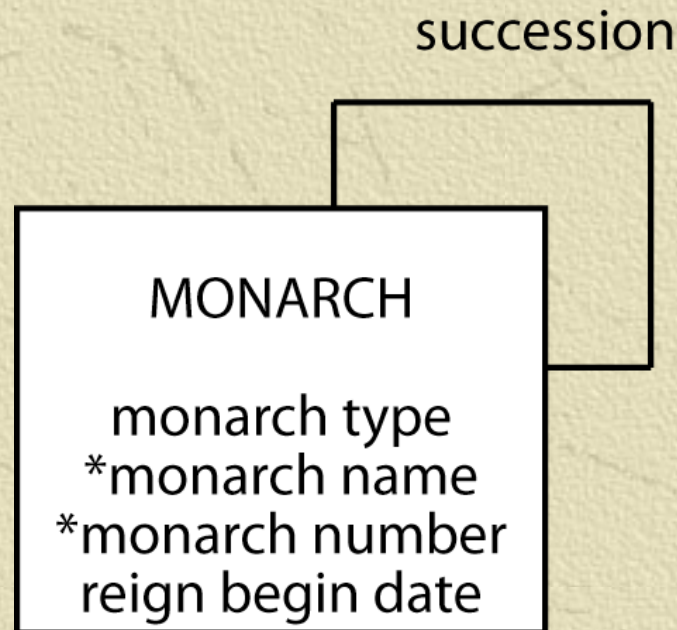 succession
MONARCH
monarch type
*monarch name
*monarch number
reign begin date